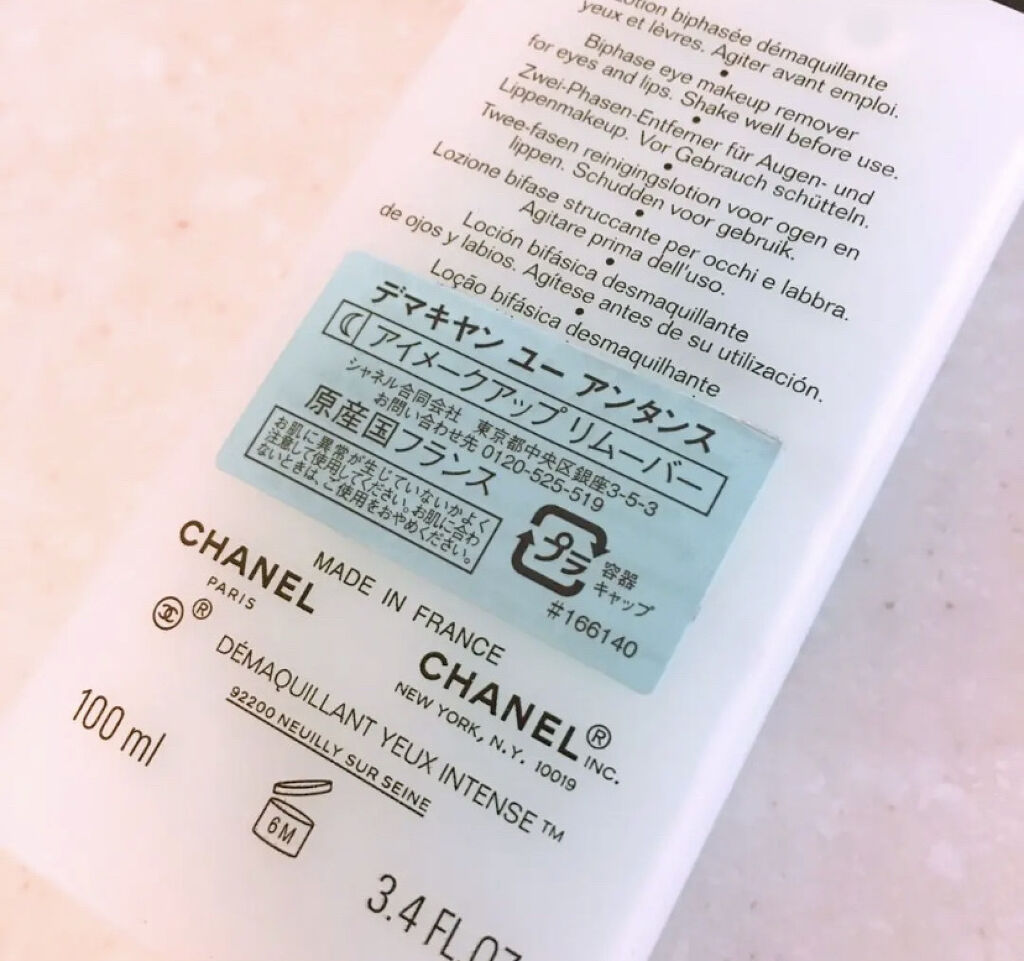 Lotion biphasée démaquillante
yeux et lèvres. Agiter avant emploi.
•
Biphase eye makeup remover
for eyes and lips. Shake well before use.
•
Zwei-Phasen-Entferner für Augen- und
Lippenmakeup. Vor Gebrauch schütteln.
•
Twee-fasen reinigingslotion voor ogen en
lippen. Schudden voor gebruik.
•
Lozione bifase struccante per occhi e labbra.
Agitare prima dell'uso.
•
Loción bifásica desmaquillante
de ojos y labios. Agítese antes de su utilización.
•
Loção bifásica desmaquilhante
デマキヤン ユー アンタンス
アイメークアップ リムーバー
シャネル合同会社 東京都中央区銀座3-5-3
お問い合わせ先 0120-525-519
原産国フランス
お肌に異常が生じていないかよく
注意して使用してください。お肌に合わ
ないときは、ご使用をおやめください。
プラ
容器
キャップ
#166140
MADE IN FRANCE
CHANEL
PARIS
®
CHANEL®
INC.
NEW YORK, N.Y. 10019
DÉMAQUILLANT YEUX INTENSE™
92200 NEUILLY SUR SEINE
100 ml
6M
3.4 FL.OZ